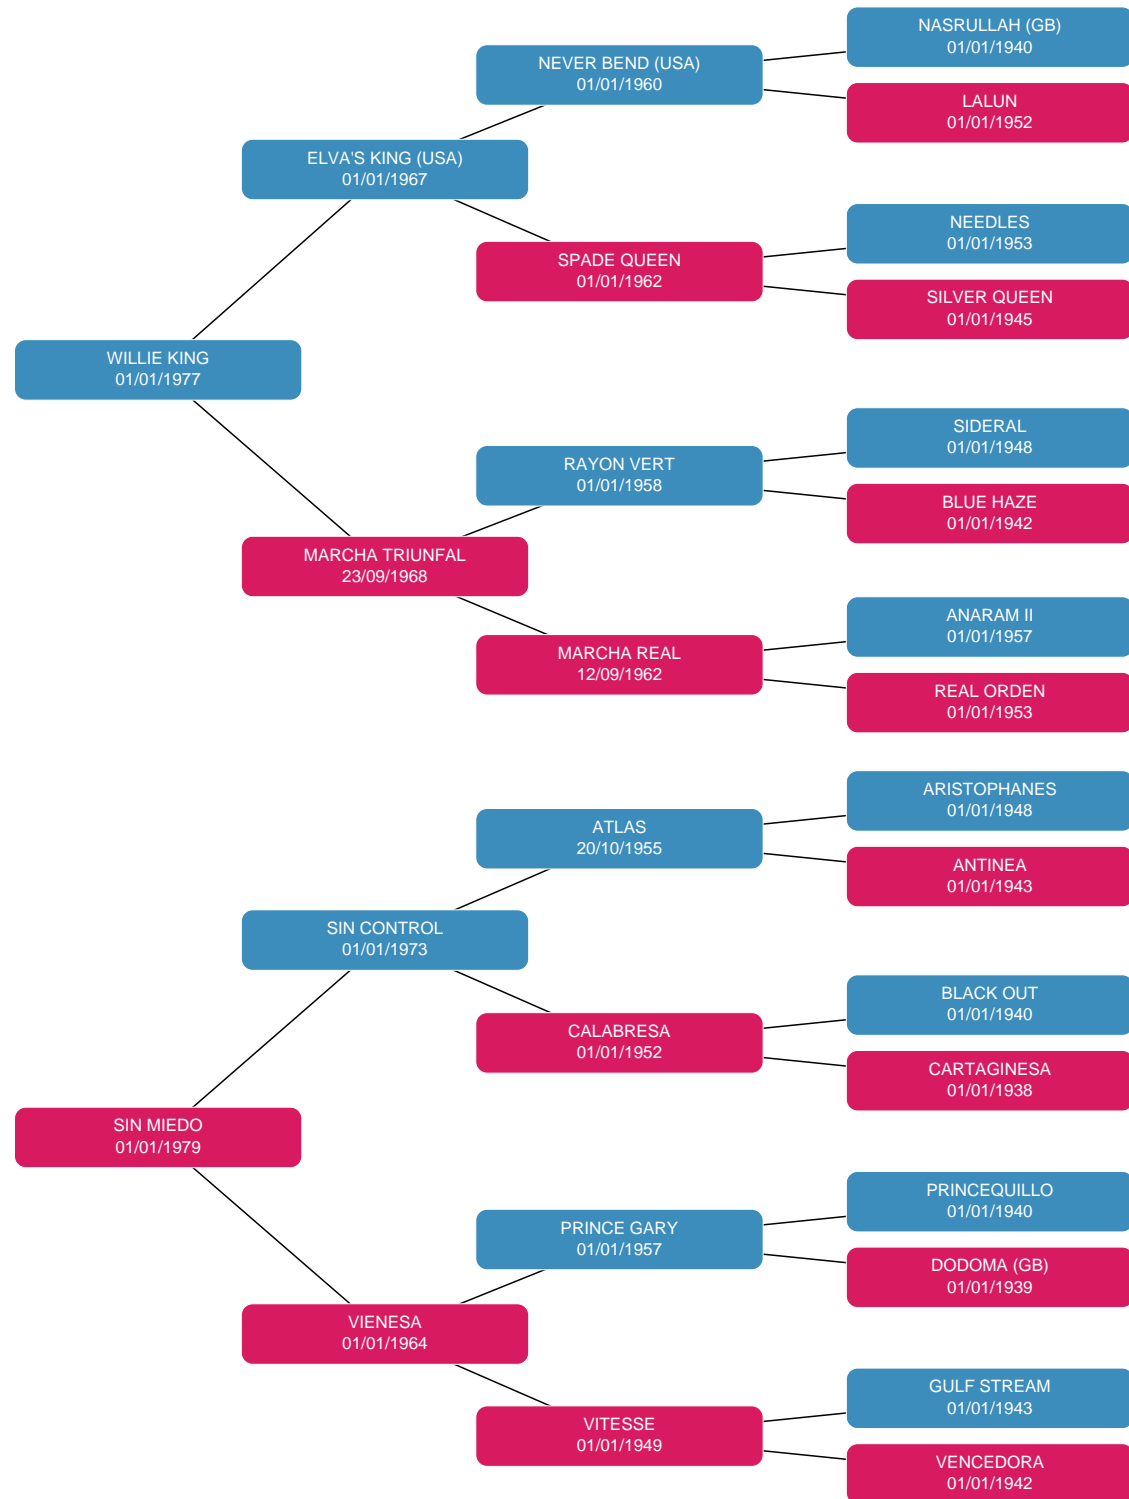 NASRULLAH (GB)
01/01/1940
NEVER BEND (USA)
01/01/1960
LALUN
01/01/1952
ELVA'S KING (USA)
01/01/1967
NEEDLES
01/01/1953
SPADE QUEEN
01/01/1962
SILVER QUEEN
01/01/1945
WILLIE KING
01/01/1977
SIDERAL
01/01/1948
RAYON VERT
01/01/1958
BLUE HAZE
01/01/1942
MARCHA TRIUNFAL
23/09/1968
ANARAM II
01/01/1957
MARCHA REAL
12/09/1962
REAL ORDEN
01/01/1953
ARISTOPHANES
01/01/1948
ATLAS
20/10/1955
ANTINEA
01/01/1943
SIN CONTROL
01/01/1973
BLACK OUT
01/01/1940
CALABRESA
01/01/1952
CARTAGINESA
01/01/1938
SIN MIEDO
01/01/1979
PRINCEQUILLO
01/01/1940
PRINCE GARY
01/01/1957
DODOMA (GB)
01/01/1939
VIENESA
01/01/1964
GULF STREAM
01/01/1943
VITESSE
01/01/1949
VENCEDORA
01/01/1942